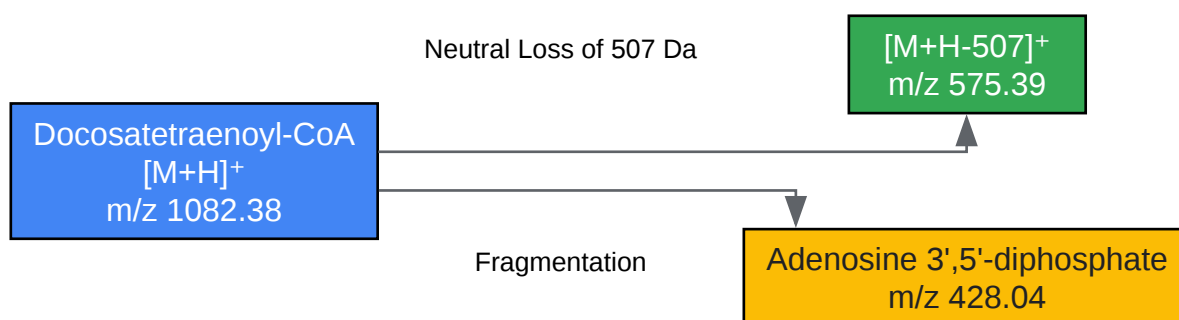 Neutral Loss of 507 Da
[M+H-507]⁺
m/z 575.39
Docosatetraenoyl-CoA
[M+H]⁺
m/z 1082.38
Fragmentation
Adenosine 3',5'-diphosphate
m/z 428.04